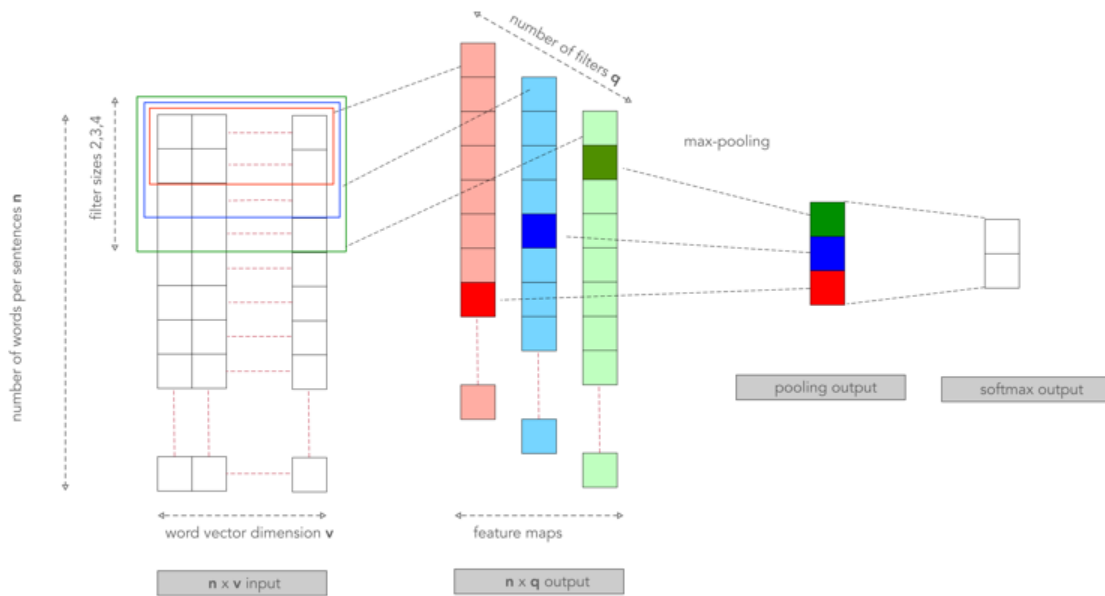 number of filters q
max-pooling
filter sizes 2,3,4
number of words per sentences n
word vector dimension v
feature maps
pooling output
softmax output
n x v input
n x q output